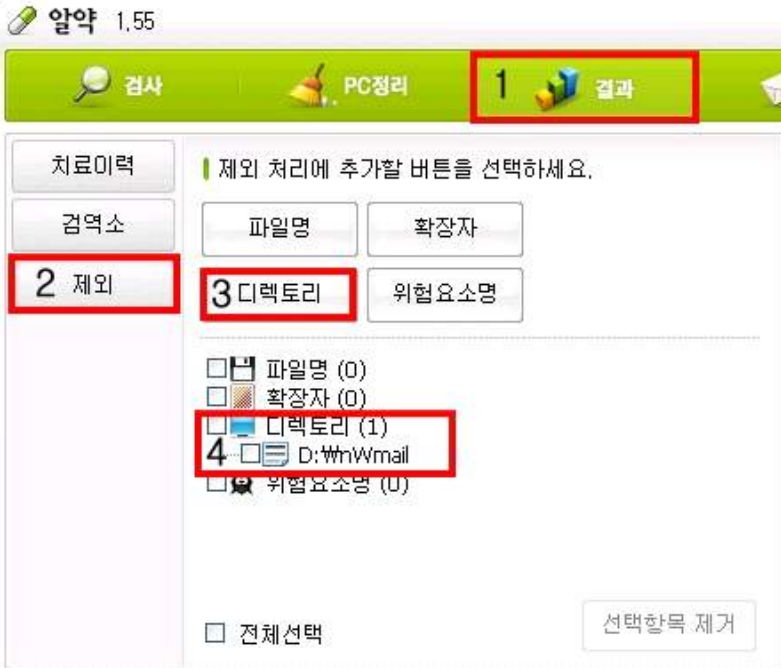 알약 1.55
검사 PC정리 1 결과
치료이력
제외 처리에 추가할 버튼을 선택하세요.
검역소
파일명 확장자
2 제외
3 디렉토리 위험요소명
파일명 (0)
확장자 (0)
디렉토리 (1)
4 D:₩nWmail
위험요소명 (0)
전체선택 선택항목 제거